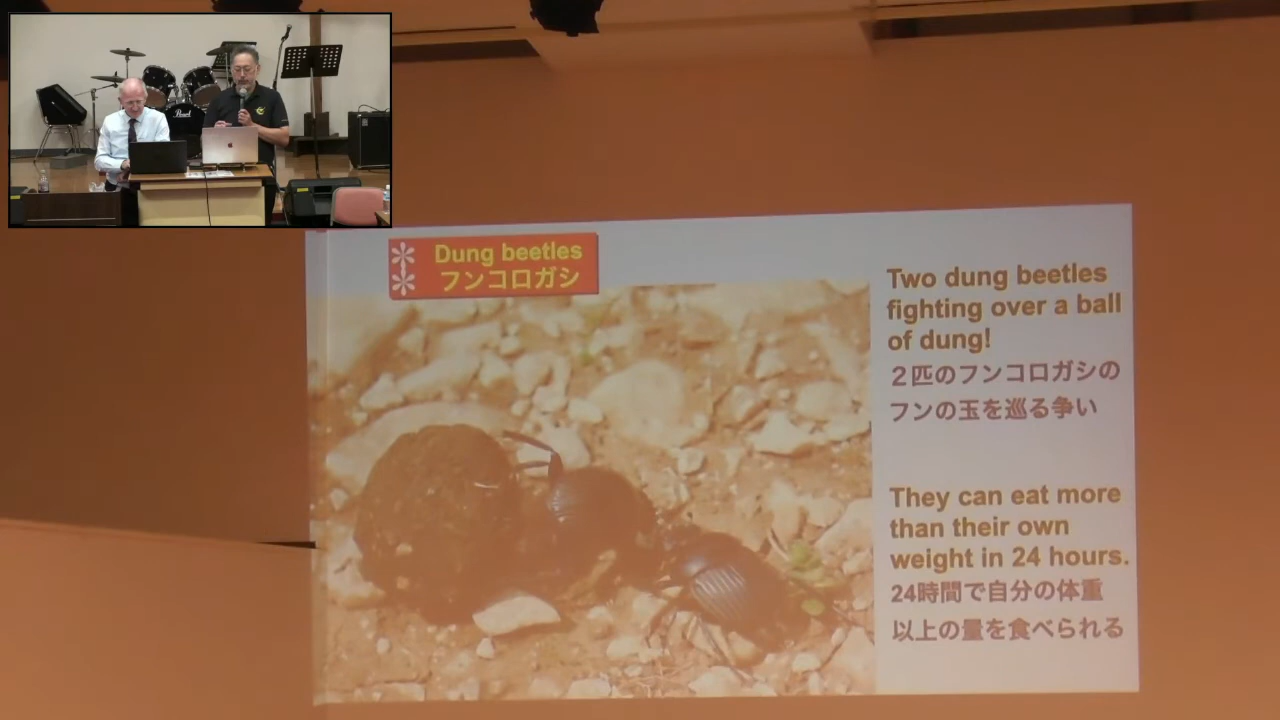 Pearl
Dung beetles
フンコロガシ
Two dung beetles
fighting over a ball
of dung!
２匹のフンコロガシの
フンの玉を巡る争い
They can eat more
than their own
weight in 24 hours.
24時間で自分の体重
以上の量を食べられる